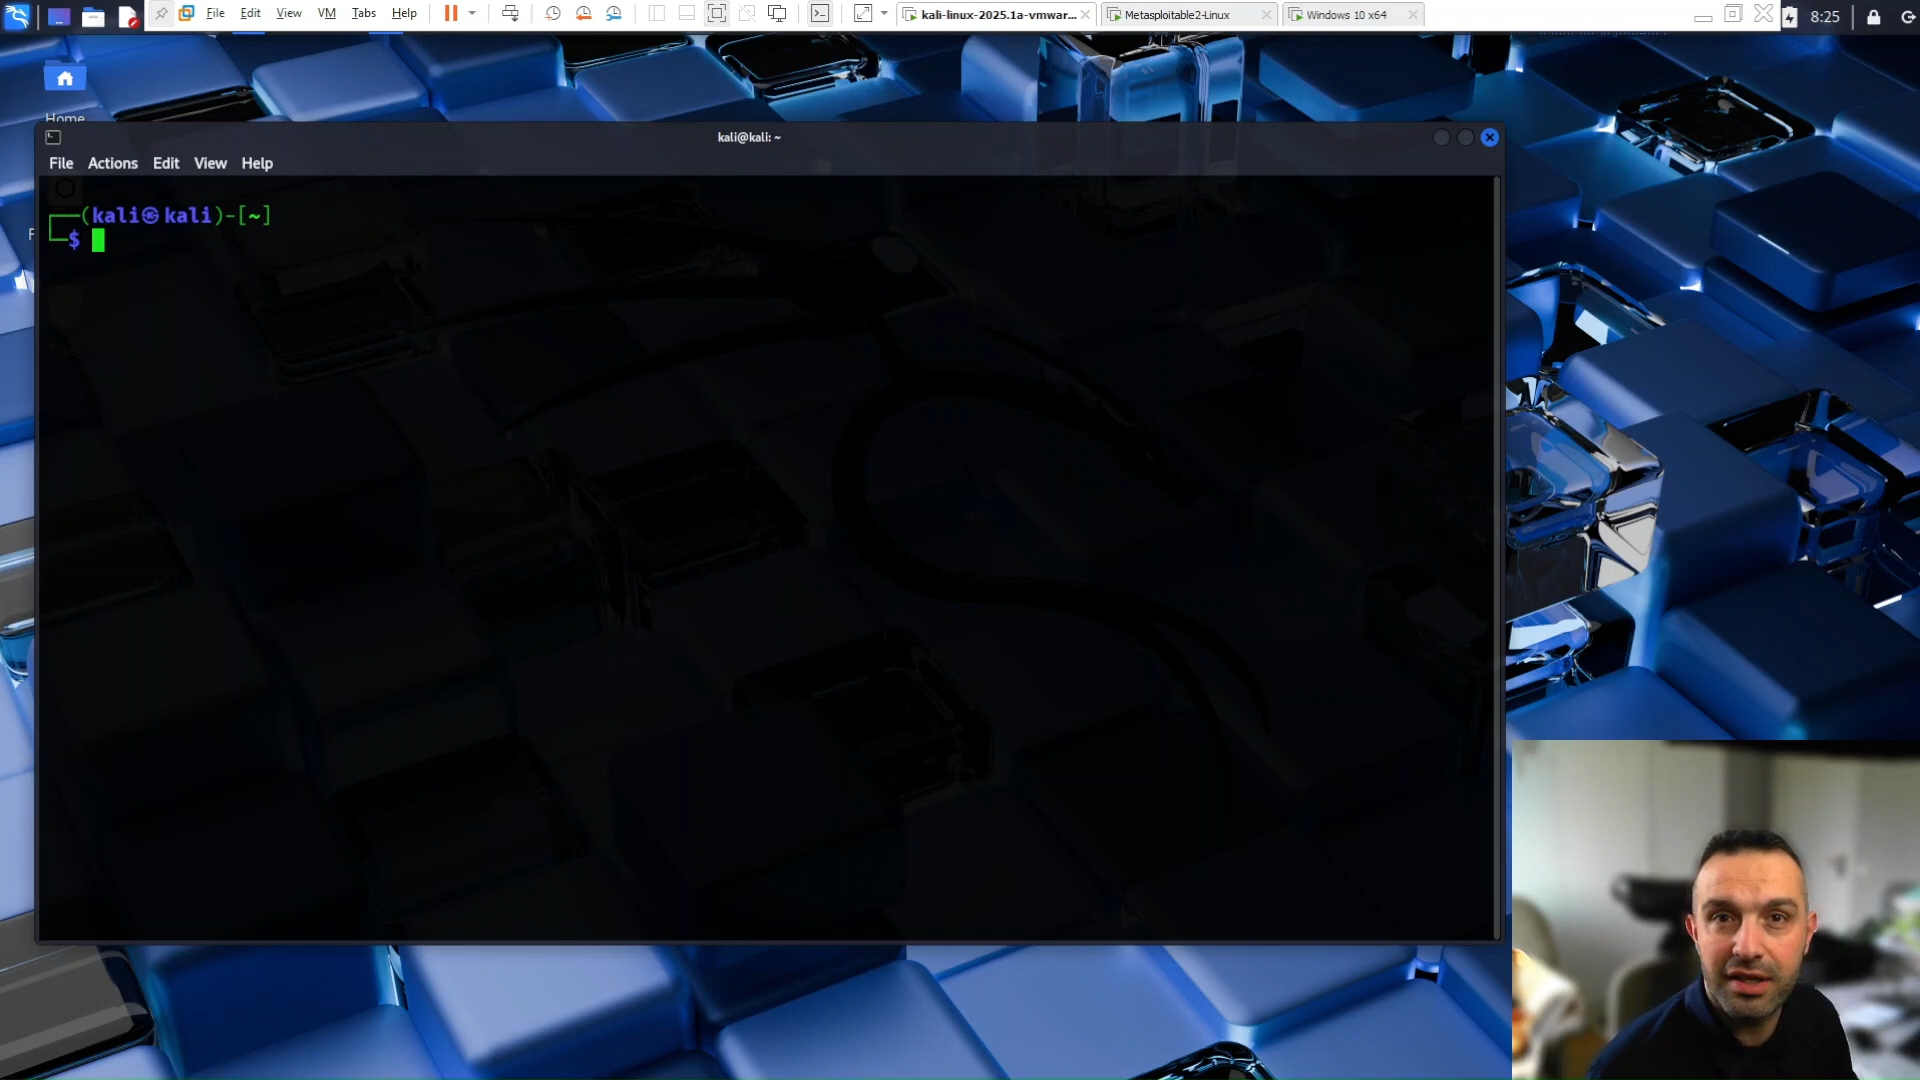 File Edit View VM Tabs Help
kali-linux-2025.1a-vmwar... Metasploitable2-Linux Windows 10 x64
8:25
Home
kali@kali: ~
File Actions Edit View Help
┌──(kali㉿kali)-[~]
└─$